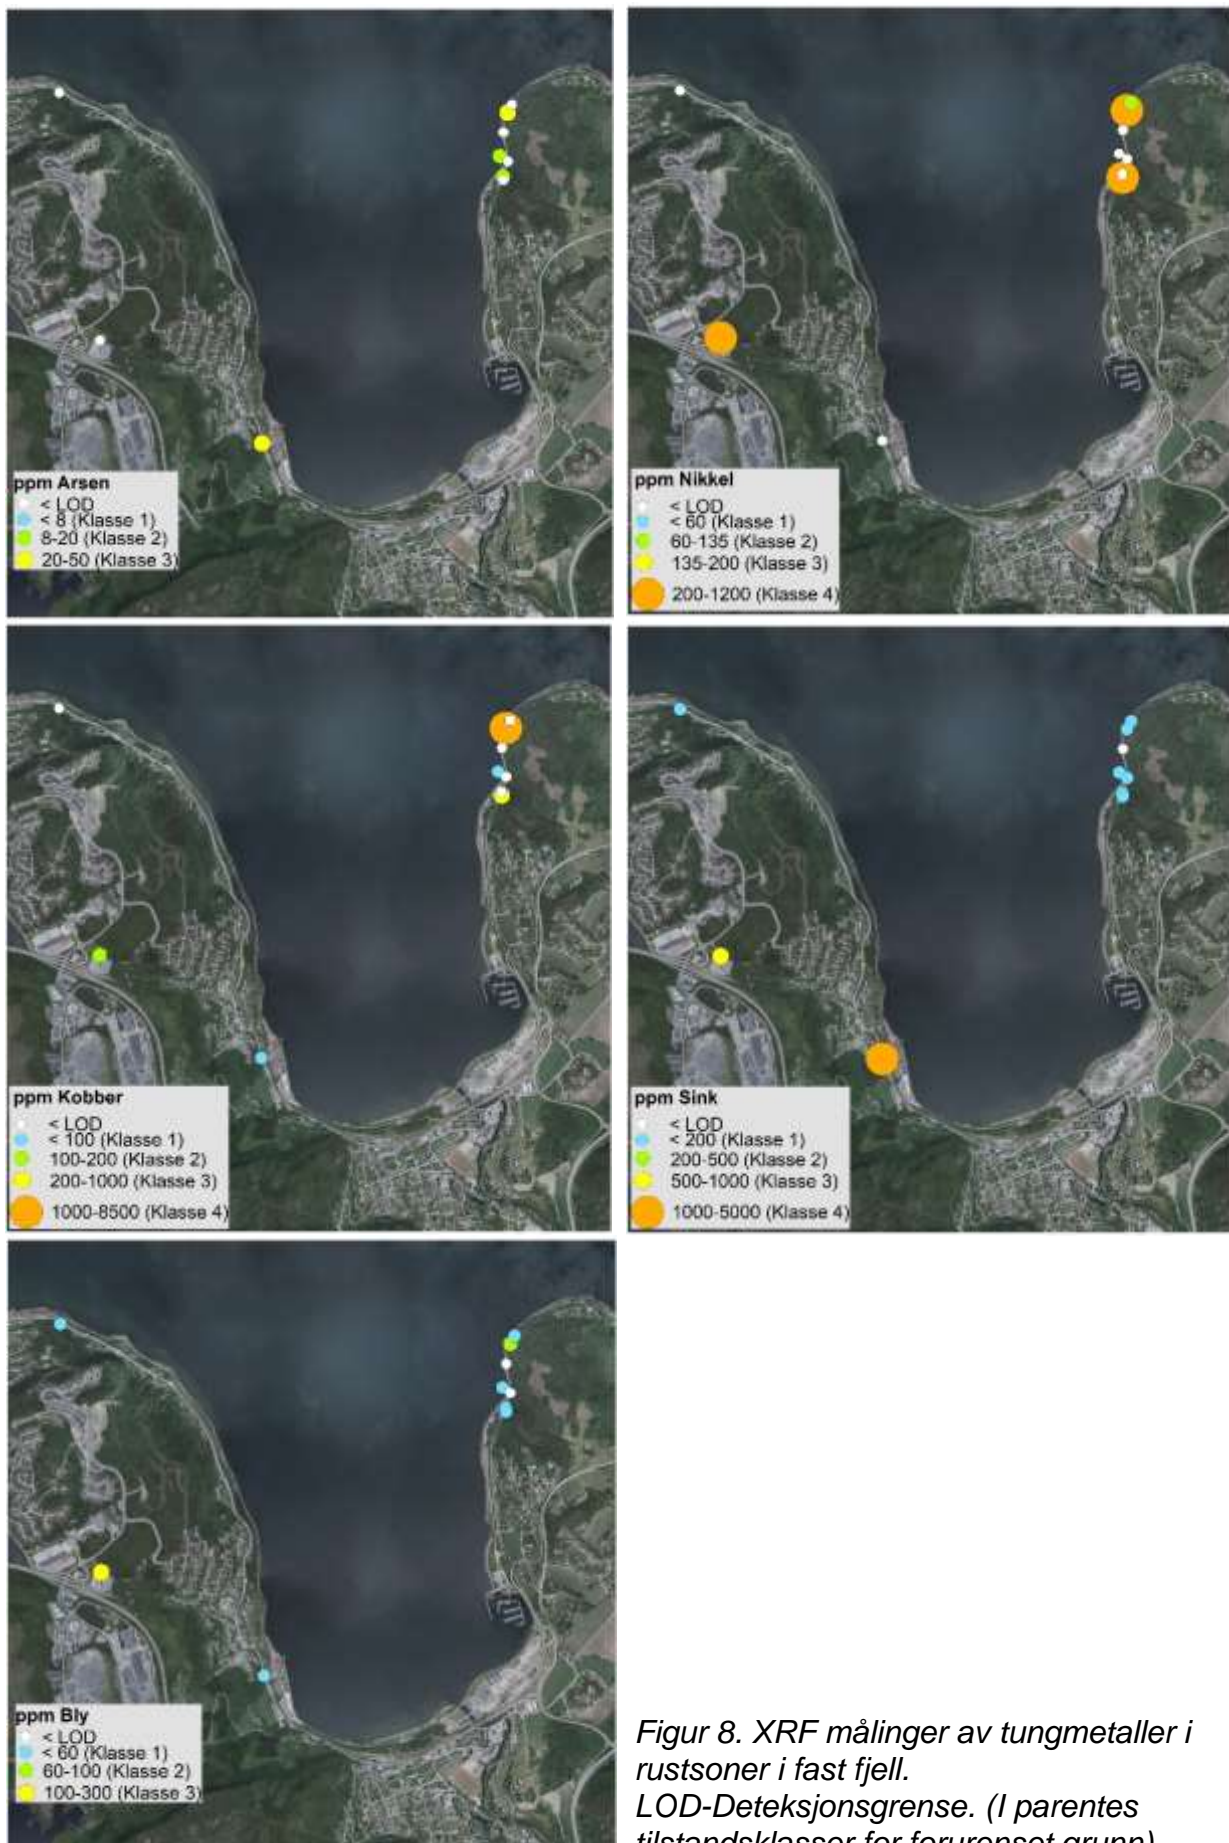 ppm Arsen
< LOD
< 8 (Klasse 1)
8-20 (Klasse 2)
20-50 (Klasse 3)
ppm Nikkel
< LOD
< 60 (Klasse 1)
60-135 (Klasse 2)
135-200 (Klasse 3)
200-1200 (Klasse 4)
ppm Kobber
< LOD
< 100 (Klasse 1)
100-200 (Klasse 2)
200-1000 (Klasse 3)
1000-8500 (Klasse 4)
ppm Sink
< LOD
< 200 (Klasse 1)
200-500 (Klasse 2)
500-1000 (Klasse 3)
1000-5000 (Klasse 4)
ppm Bly
< LOD
< 60 (Klasse 1)
60-100 (Klasse 2)
100-300 (Klasse 3)
Figur 8. XRF målinger av tungmetaller i
rustsoner i fast fjell.
LOD-Deteksjonsgrense. (I parentes
tilstandsklasser for forurenset grunn)